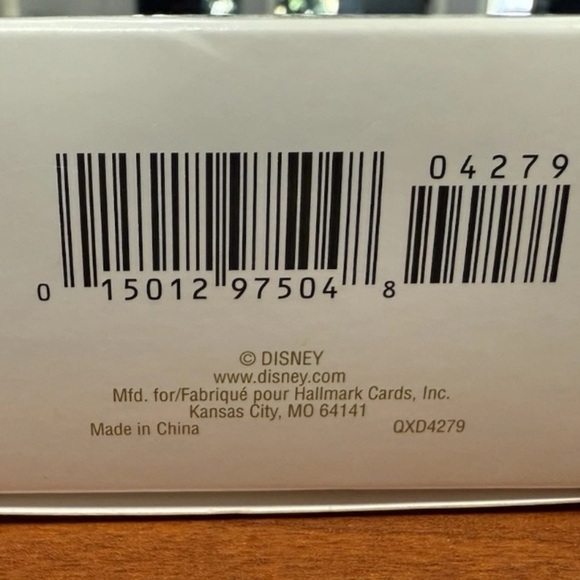 04279
0 15012 97504 8
© DISNEY
www.disney.com
Mfd. for/Fabriqué pour Hallmark Cards, Inc.
Kansas City, MO 64141
Made in China QXD4279